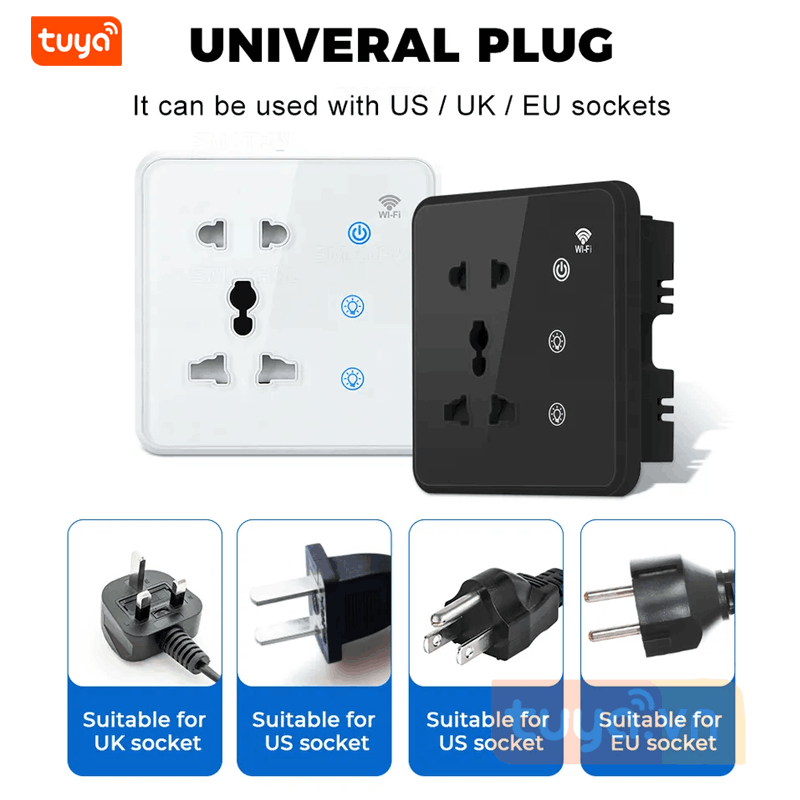 tuya
UNIVERAL PLUG
It can be used with US / UK / EU sockets
Wi-Fi
Wi-Fi
Suitable for
UK socket
Suitable for
US socket
Suitable for
US socket
Suitable for
EU socket
tuya.vn